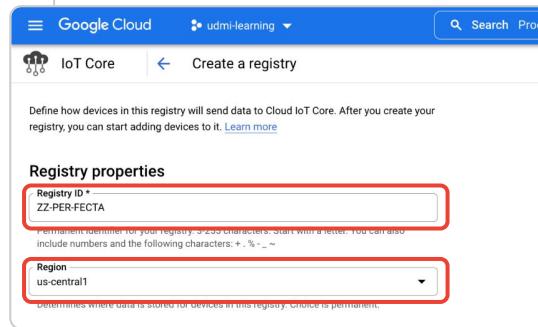 Google Cloud udmi-learning Search Pro
IoT Core Create a registry
Define how devices in this registry will send data to Cloud IoT Core. After you create your
registry, you can start adding devices to it. Learn more
Registry properties
Registry ID *
ZZ-PER-FECTA
Permanent identifier for your registry. 3-255 characters. Start with a letter. You can also
include numbers and the following characters: + . % - _ ~
Region
us-central1
Determines where data is stored for devices in this registry. Choice is permanent.